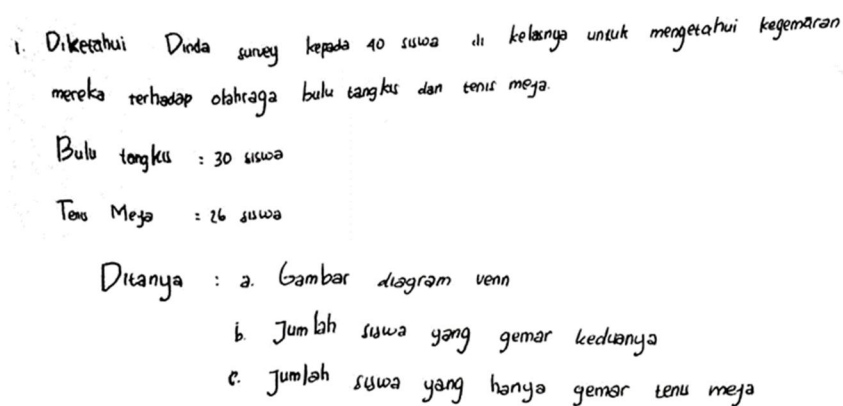 1. Diketahui Dinda survey kepada 40 siswa di kelasnya untuk mengetahui kegemaran
mereka terhadap olahraga bulu tangkis dan tenis meja.
Bulu tangkis : 30 siswa
Tenis Meja : 26 siswa
Ditanya : a. Gambar diagram venn
b. Jumlah siswa yang gemar keduanya
c. Jumlah siswa yang hanya gemar tenis meja